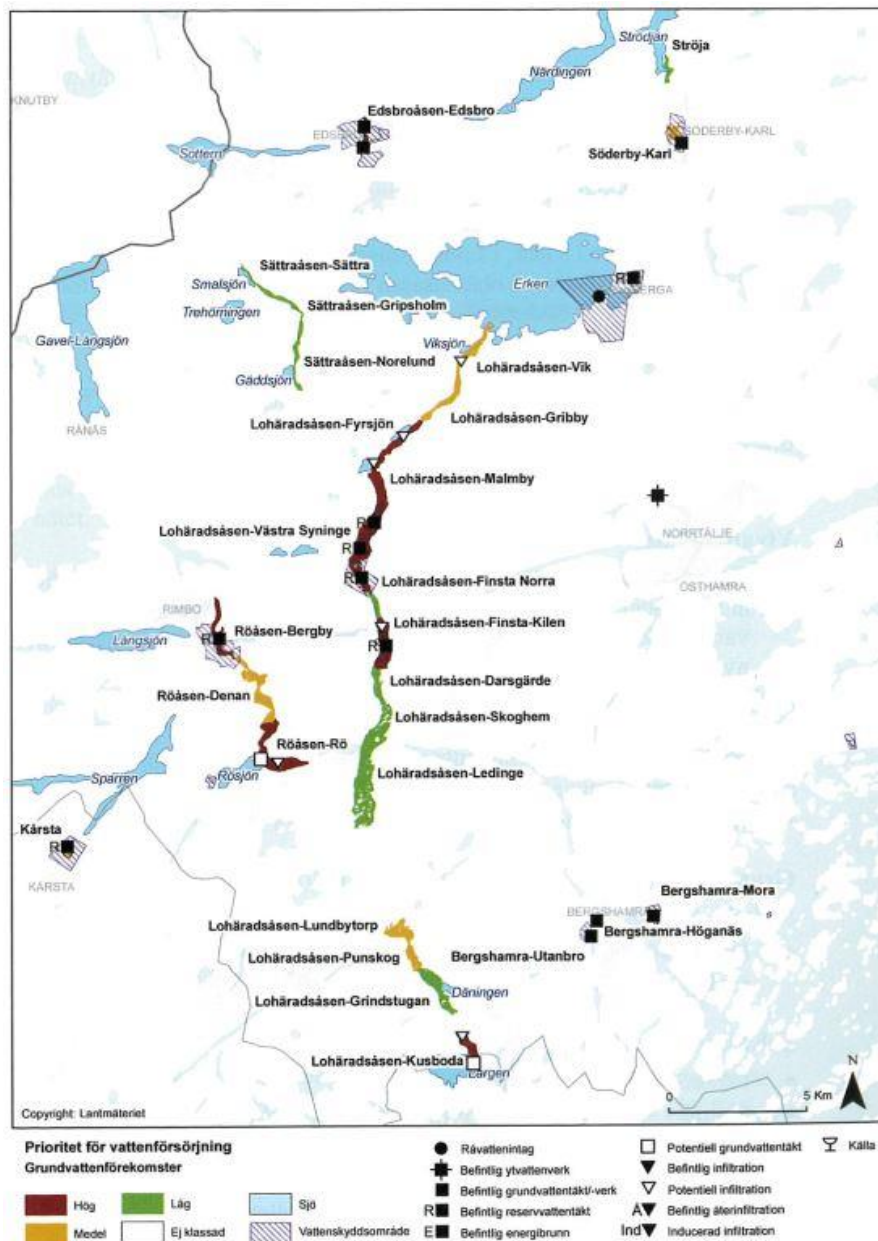 Strödjan
Ströja
Närdingen
KNUTBY
Edsbroåsen-Edsbro
SÖDERBY-KARL
Sottern
Söderby-Karl
Sättraåsen-Sättra
Smalsjön
Erken
R
Sättraåsen-Gripsholm
Trehörningen
Gavel-Långsjön
Viksjön
Sättraåsen-Norelund
Lohäradsåsen-Vik
Gäddsjön
Lohäradsåsen-Fyrsjön
Lohäradsåsen-Gribby
RÅNÄS
Lohäradsåsen-Malmby
R
Lohäradsåsen-Västra Syninge
NORRTÄLJE
R
R
Lohäradsåsen-Finsta Norra
ÖSTHAMRA
RIMBO
Lohäradsåsen-Finsta-Kilen
Långsjön
R
Röåsen-Bergby
R
Lohäradsåsen-Darsgärde
Röåsen-Denan
Lohäradsåsen-Skoghem
Röåsen-Rö
Sparren
Rösjön
Lohäradsåsen-Ledinge
Kårsta
R
KÅRSTA
Bergshamra-Mora
BERGSHAMRA
Lohäradsåsen-Lundbytorp
Bergshamra-Höganäs
Lohäradsåsen-Punskog
Bergshamra-Utanbro
Däningen
Lohäradsåsen-Grindstugan
Lohäradsåsen-Kusboda
Largen
N
0 5 Km
Copyright: Lantmäteriet
Prioritet för vattenförsörjning
Grundvattenförekomster
Hög
Låg
Sjö
Medel
Ej klassad
Vattenskyddsområde
Råvattenintag
Befintlig ytvattenverk
Befintlig grundvattentäkt/-verk
R Befintlig reservvattentäkt
E Befintlig energibrunn
Potentiell grundvattentäkt
Befintlig infiltration
Potentiell infiltration
A Befintlig återinfiltration
Ind Inducerad infiltration
Källa